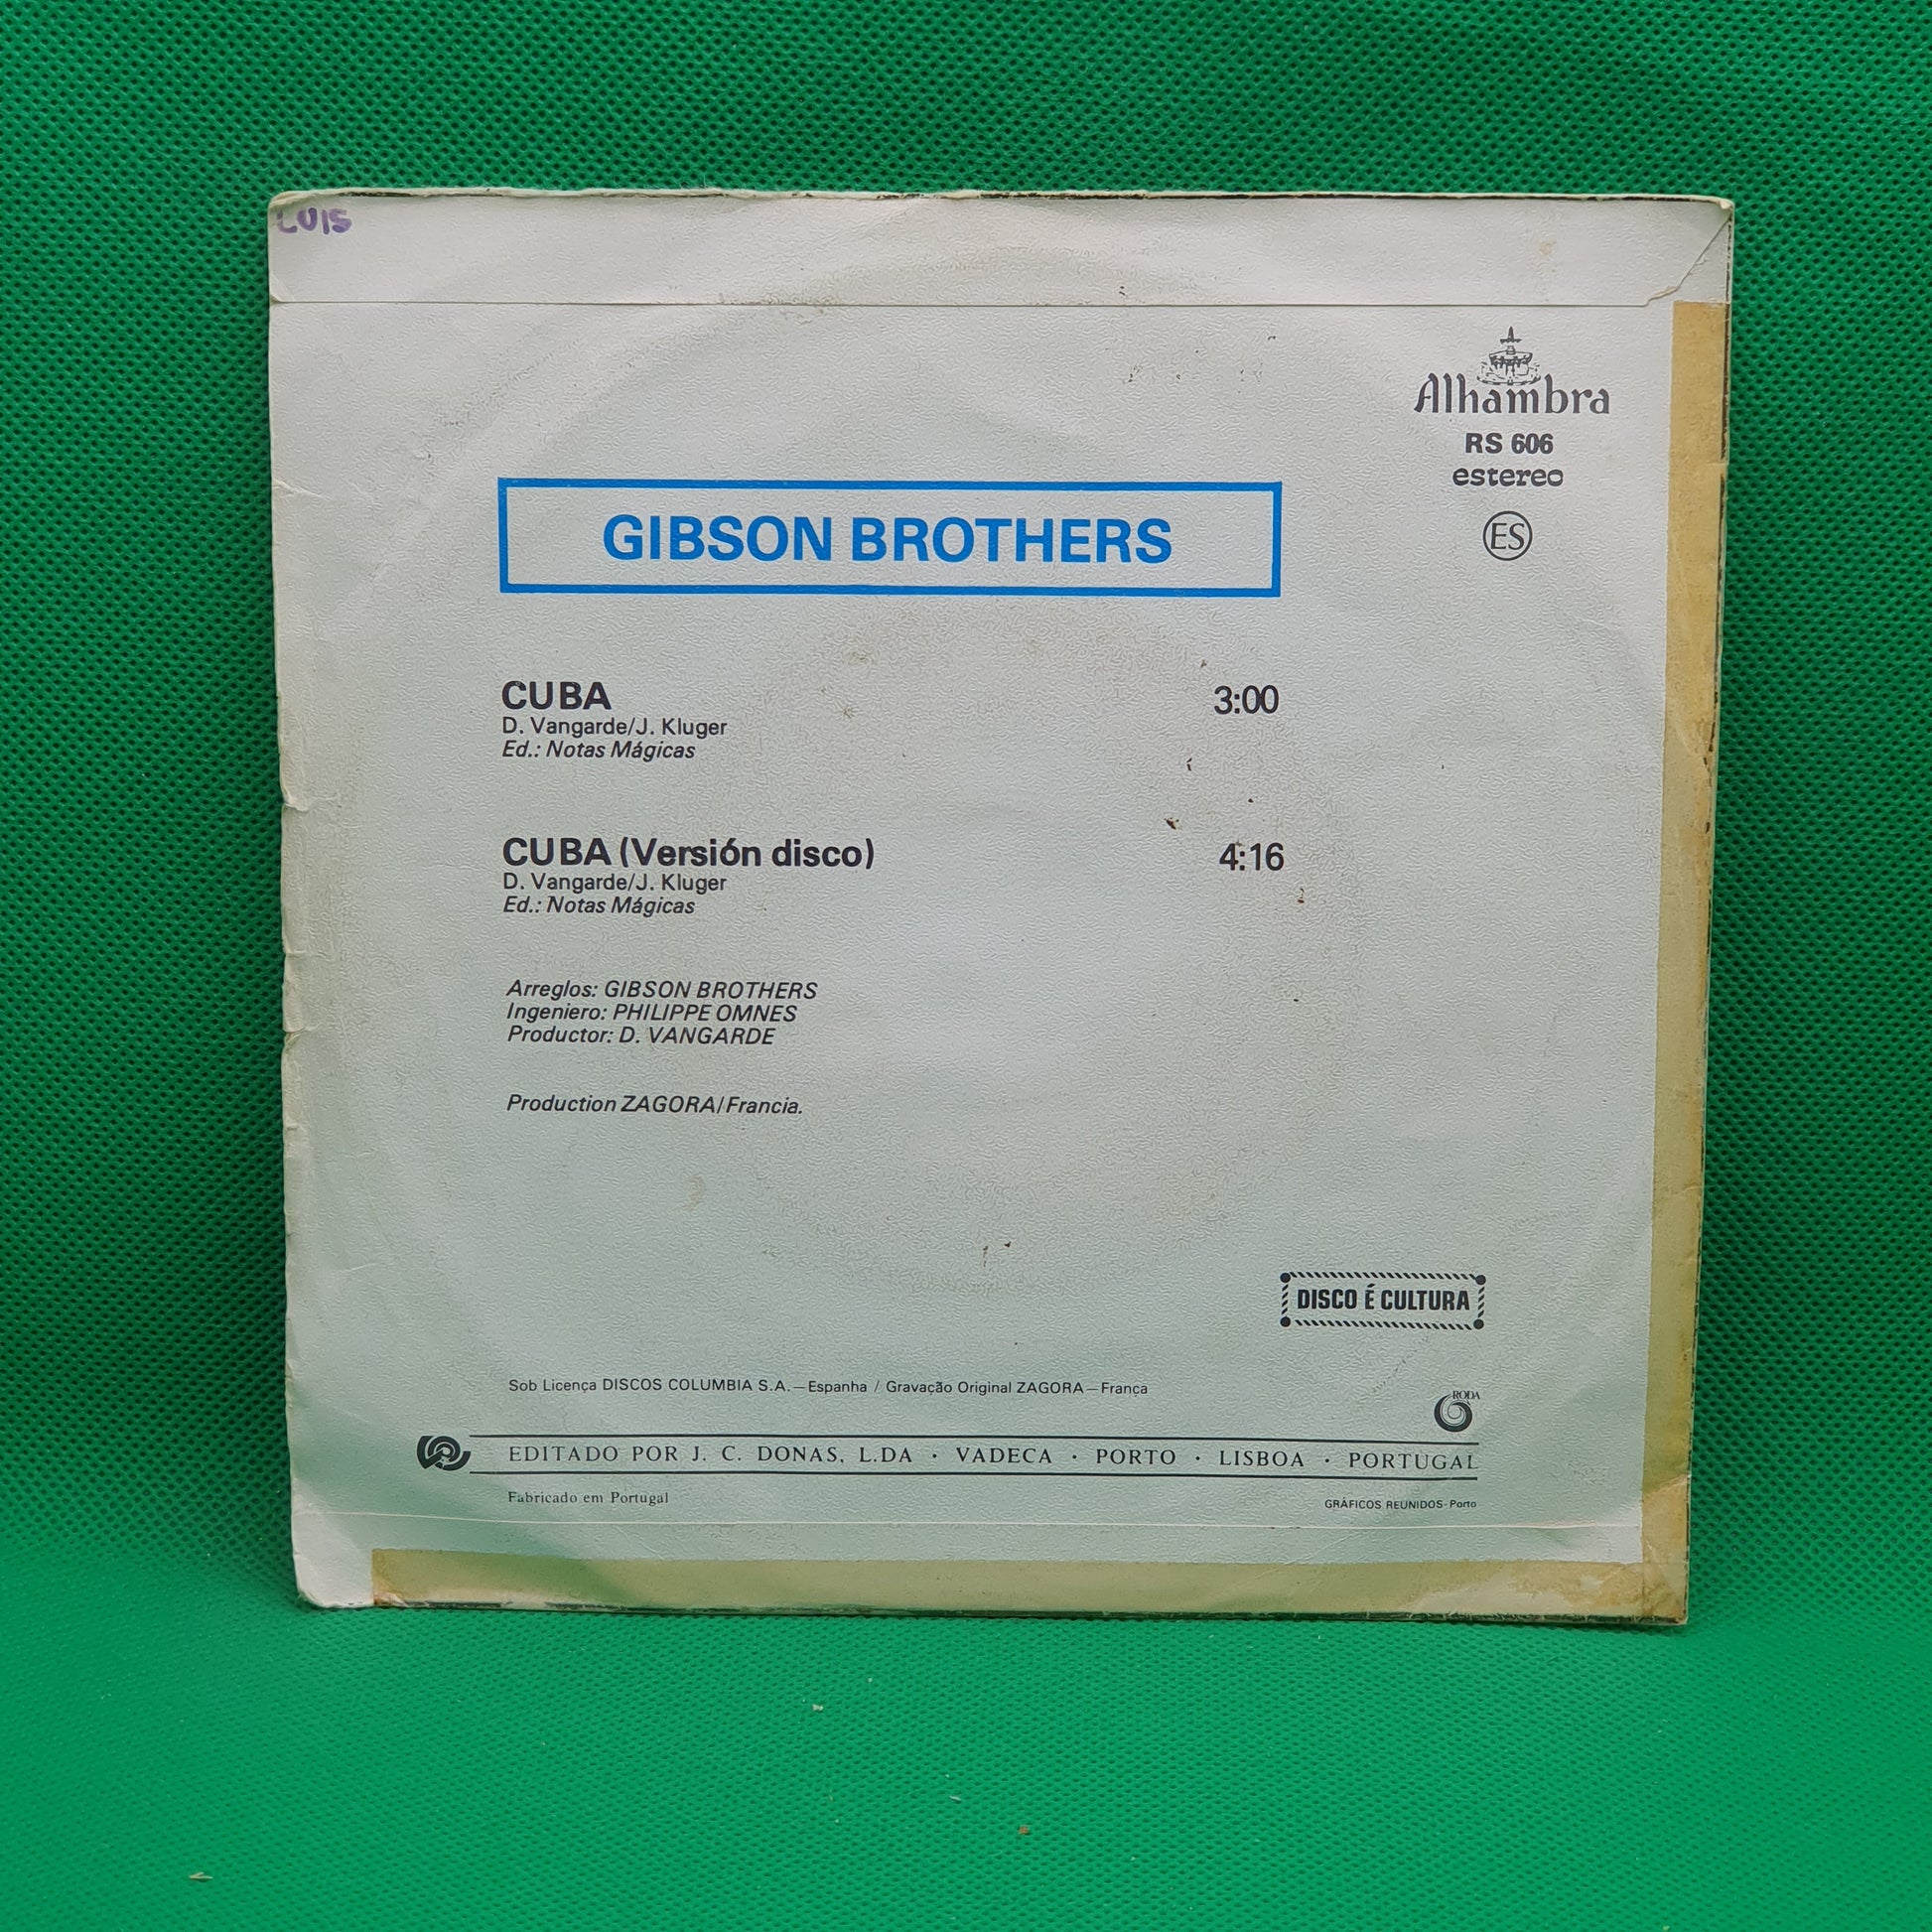 LUIS
Alhambra
RS 606
estereo
ES
GIBSON BROTHERS
CUBA 3:00
D. Vangarde/J. Kluger
Ed.: Notas Mágicas
CUBA (Versión disco) 4:16
D. Vangarde/J. Kluger
Ed.: Notas Mágicas
Arreglos: GIBSON BROTHERS
Ingeniero: PHILIPPE OMNES
Productor: D. VANGARDE
Production ZAGORA/Francia.
DISCO É CULTURA
Sob Licença DISCOS COLUMBIA S.A. — Espanha / Gravação Original ZAGORA — França
RODA
EDITADO POR J. C. DONAS, L.DA · VADECA · PORTO · LISBOA · PORTUGAL
Fabricado em Portugal
GRÁFICOS REUNIDOS - Porto